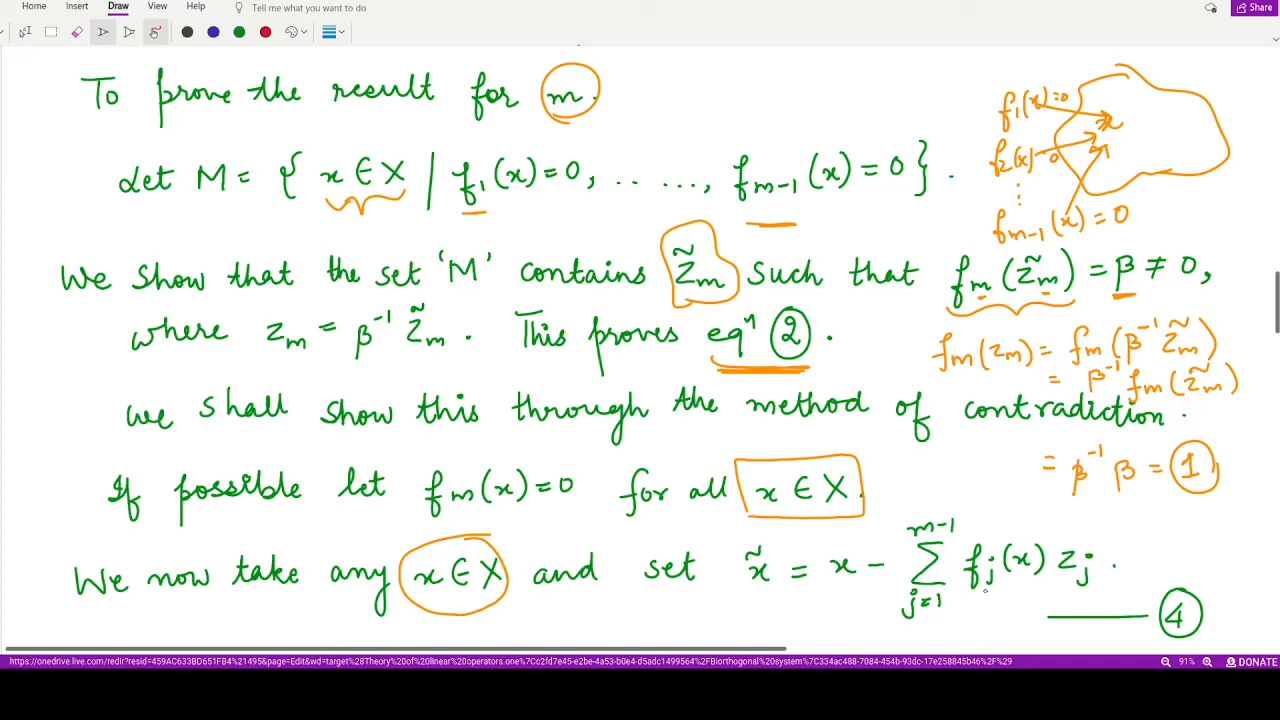 Home Insert Draw View Help Tell me what you want to do Share
To prove the result for m.
Let M = { x ∈ X | f₁(x)=0, ......, fₘ₋₁(x)=0 }.
f₁(x)=0
f₂(x)=0
⋮
fₘ₋₁(x)=0
We show that the set 'M' contains z̃ₘ such that fₘ(z̃ₘ) = β ≠ 0,
where zₘ = β⁻¹ z̃ₘ. This proves eqⁿ ②.
fₘ(zₘ) = fₘ(β⁻¹ z̃ₘ)
= β⁻¹ fₘ(z̃ₘ)
= β⁻¹ β = 1
we shall show this through the method of contradiction.
If possible let fₘ(x)=0 for all x ∈ X.
We now take any x ∈ X and set x̃ = x − ∑_{j=1}^{m−1} fⱼ(x) zⱼ. ——— ④
91% DONATE